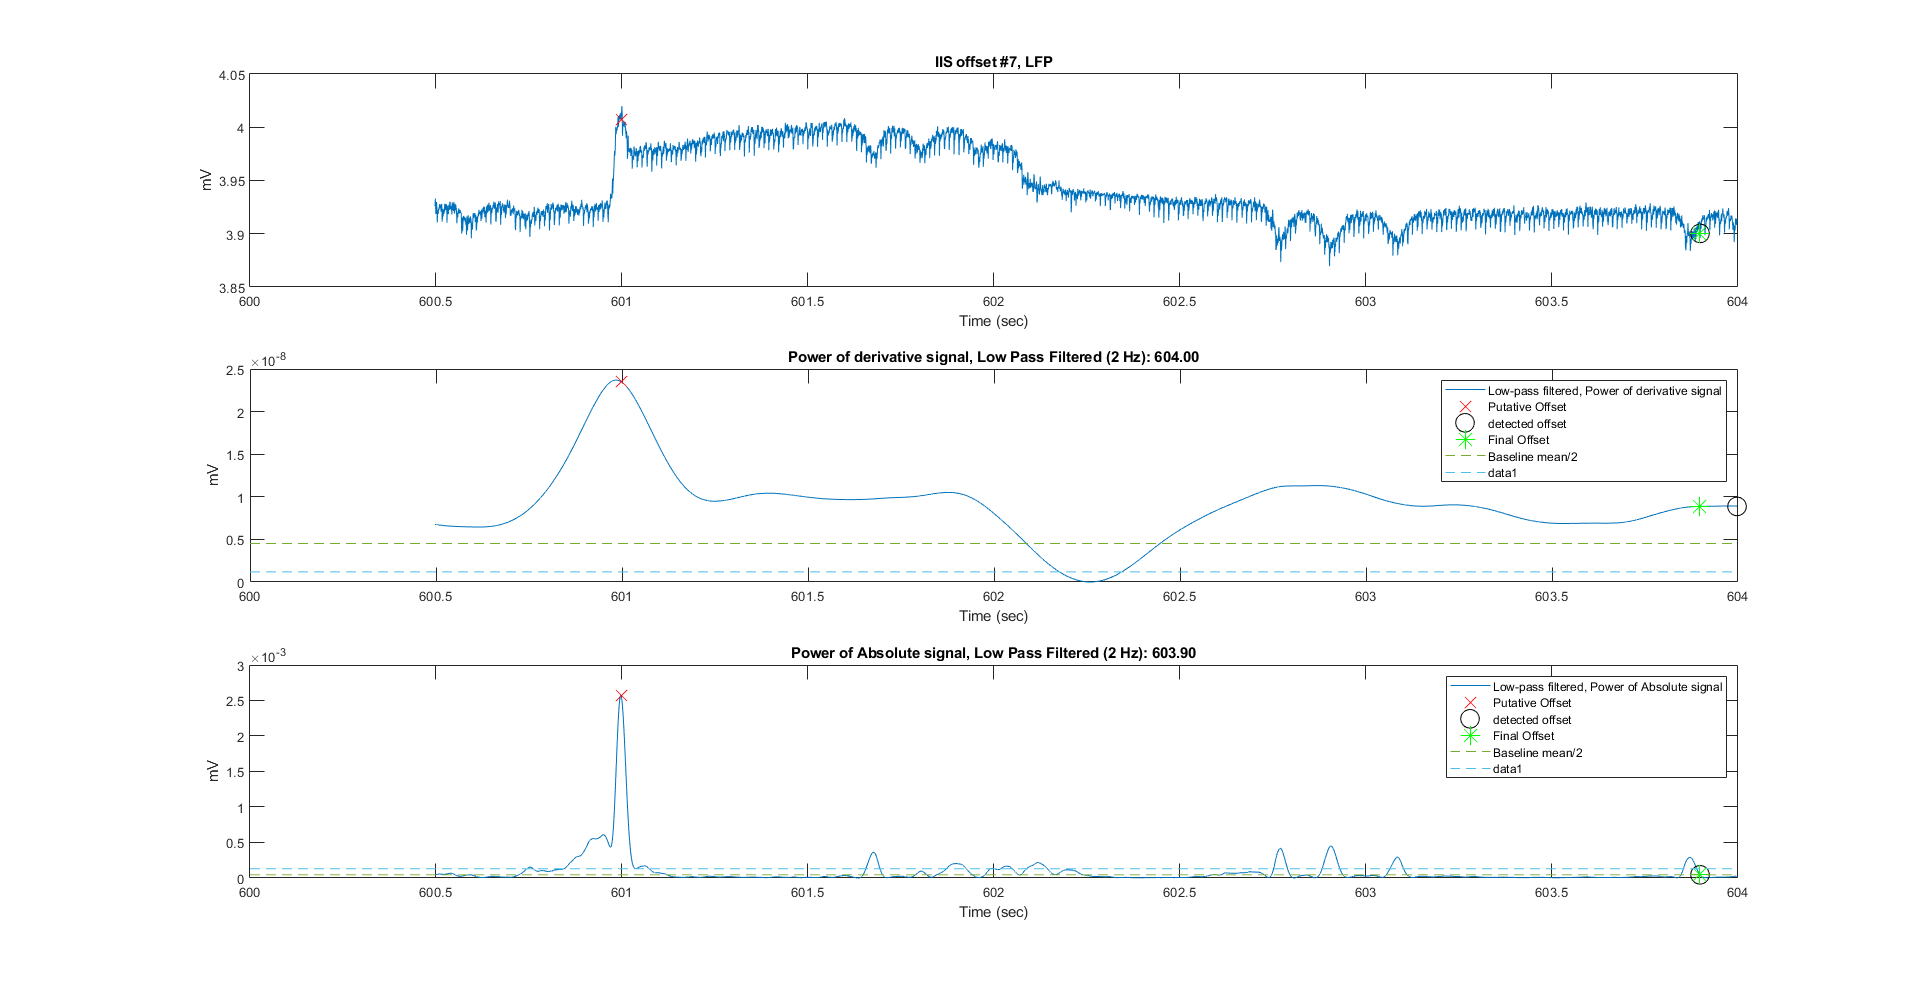 IIS offset #7, LFP
4.05
4
3.95
3.9
3.85
mV
600
600.5
601
601.5
602
602.5
603
603.5
604
Time (sec)
Power of derivative signal, Low Pass Filtered (2 Hz): 604.00
×10-8
2.5
2
1.5
1
0.5
0
mV
Low-pass filtered, Power of derivative signal
Putative Offset
detected offset
Final Offset
Baseline mean/2
data1
600
600.5
601
601.5
602
602.5
603
603.5
604
Time (sec)
Power of Absolute signal, Low Pass Filtered (2 Hz): 603.90
×10-3
3
2.5
2
1.5
1
0.5
0
mV
Low-pass filtered, Power of Absolute signal
Putative Offset
detected offset
Final Offset
Baseline mean/2
data1
600
600.5
601
601.5
602
602.5
603
603.5
604
Time (sec)